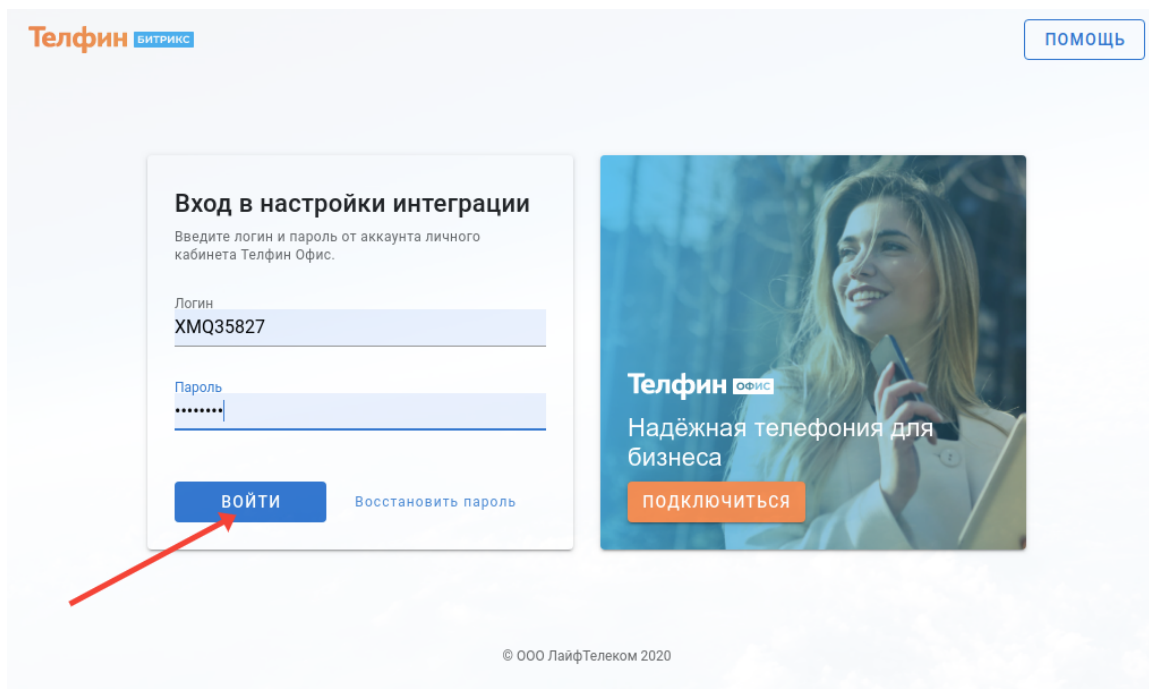 Телфин БИТРИКС
ПОМОЩЬ
Вход в настройки интеграции
Введите логин и пароль от аккаунта личного
кабинета Телфин Офис.
Логин
XMQ35827
Пароль
••••••••
ВОЙТИ
Восстановить пароль
Телфин ОФИС
Надёжная телефония для
бизнеса
ПОДКЛЮЧИТЬСЯ
© ООО ЛайфТелеком 2020